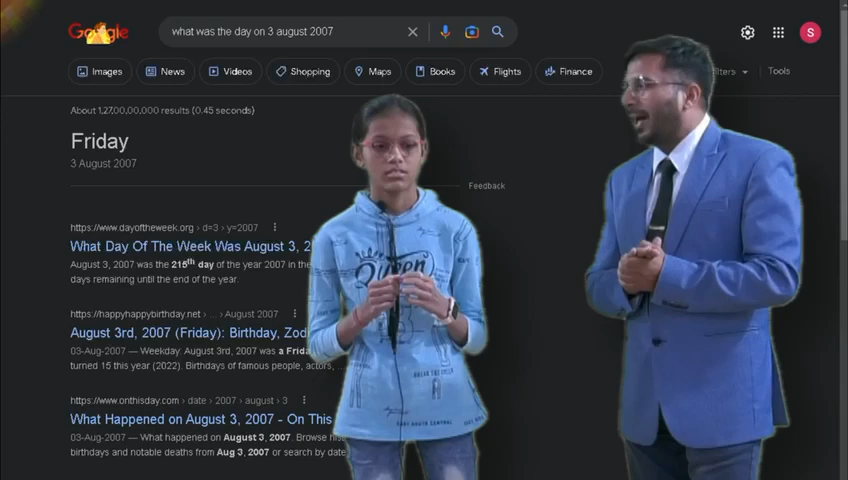 Google
what was the day on 3 august 2007
Images News Videos Shopping Maps Books Flights Finance Tools
About 1,27,00,00,000 results (0.45 seconds)
Friday
3 August 2007
Feedback
https://www.dayoftheweek.org › d=3 › y=2007
What Day Of The Week Was August 3, 2
August 3, 2007 was the 215th day of the year 2007 in the
days remaining until the end of the year.
https://happyhappybirthday.net › ... › August 2007
August 3rd, 2007 (Friday): Birthday, Zod
03-Aug-2007 — Weekday: August 3rd, 2007 was a Frida
turned 15 this year (2022). Birthdays of famous people, actors, ...
https://www.onthisday.com › date › 2007 › august › 3
What Happened on August 3, 2007 - On This
03-Aug-2007 — What happened on August 3, 2007. Browse
birthdays and notable deaths from Aug 3, 2007 or search by date
S
Queen